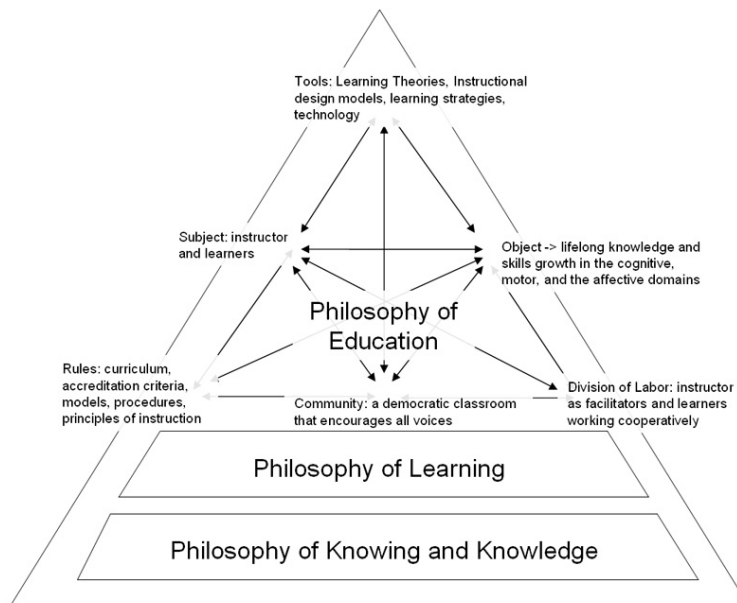 Tools: Learning Theories, Instructional
design models, learning strategies,
technology
Subject: instructor
and learners
Object -> lifelong knowledge and
skills growth in the cognitive,
motor, and the affective domains
Philosophy of
Education
Rules: curriculum,
accreditation criteria,
models, procedures,
principles of instruction
Community: a democratic classroom
that encourages all voices
Division of Labor: instructor
as facilitators and learners
working cooperatively
Philosophy of Learning
Philosophy of Knowing and Knowledge